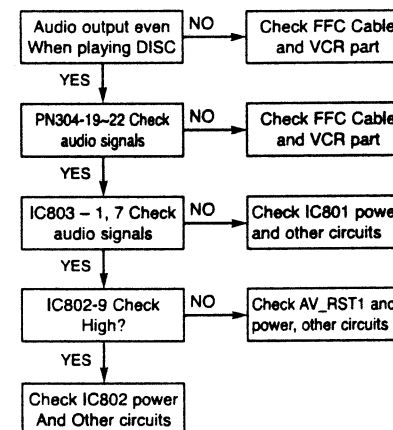 Audio output even
When playing DISC
NO
Check FFC Cable
and VCR part
YES
PN304-19~22 Check
audio signals
NO
Check FFC Cable
and VCR part
YES
IC803 – 1, 7 Check
audio signals
NO
Check IC801 power
and other circuits
YES
IC802-9 Check
High?
NO
Check AV_RST1 and
power, other circuits
YES
Check IC802 power
And Other circuits